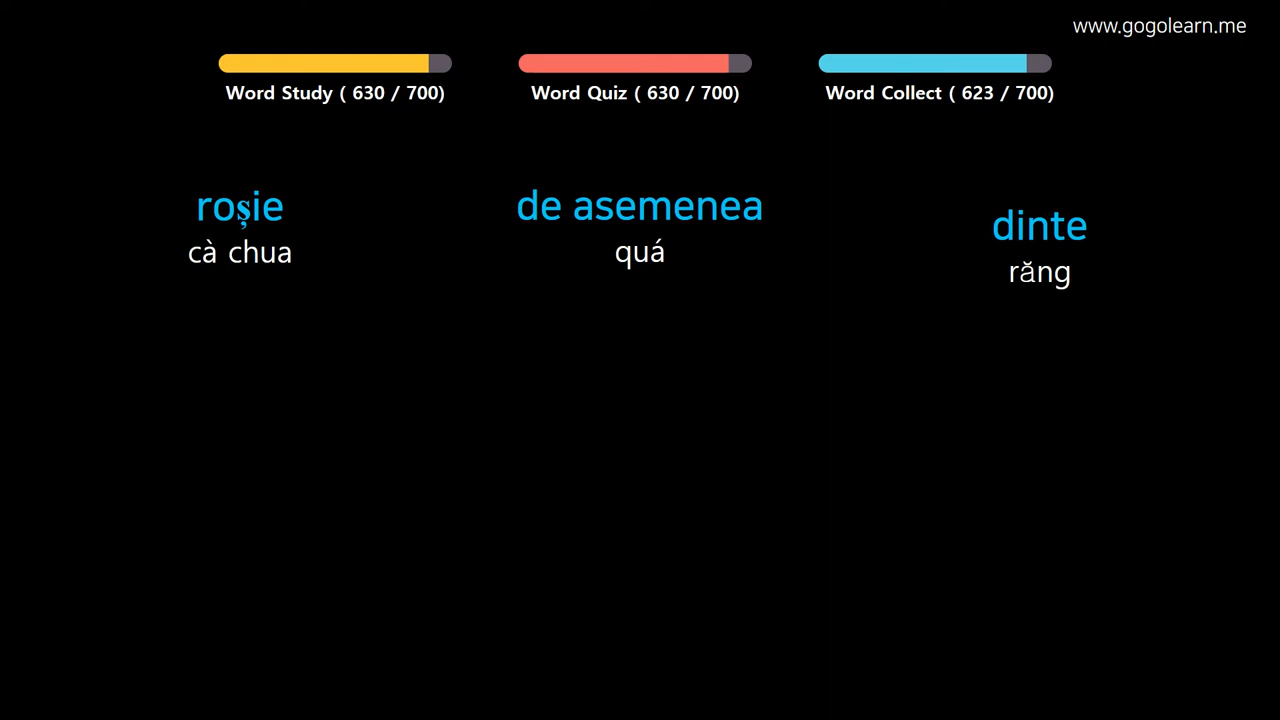 www.gogolearn.me
Word Study ( 630 / 700)
Word Quiz ( 630 / 700)
Word Collect ( 623 / 700)
roșie
cà chua
de asemenea
quá
dinte
răng